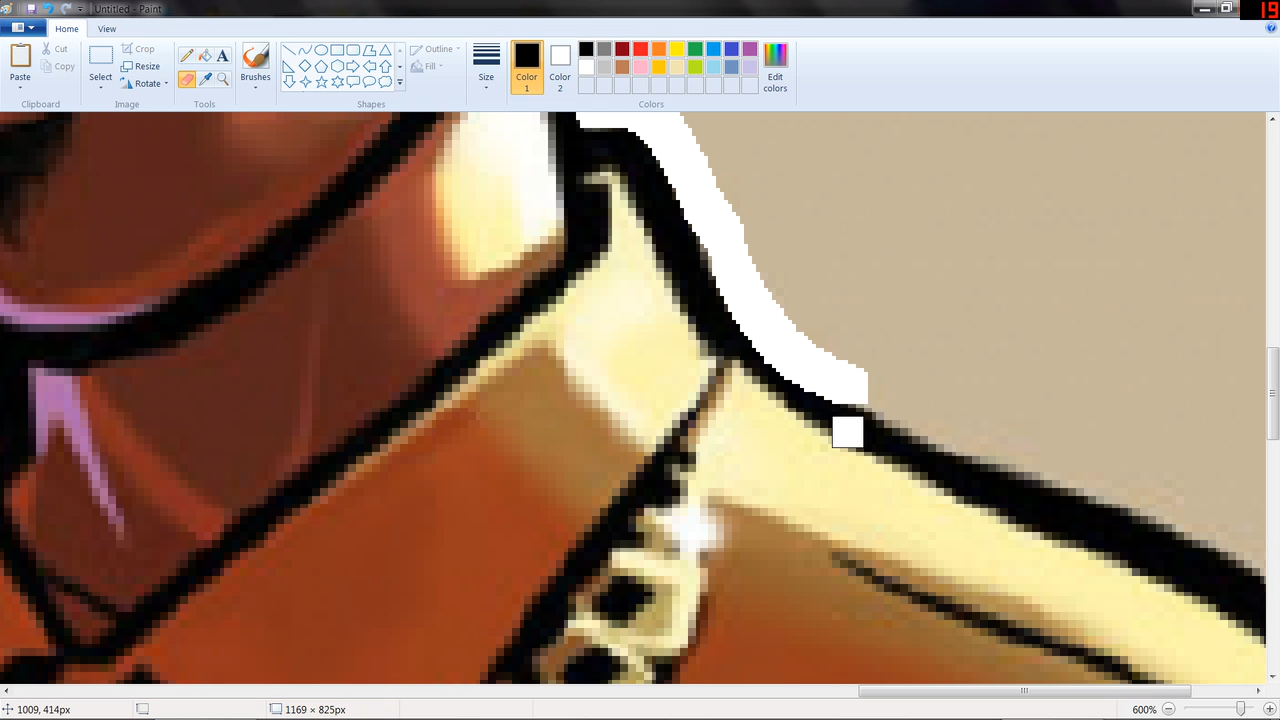 Untitled - Paint
19
Home View
Paste
Cut
Copy
Clipboard
Select
Crop
Resize
Rotate
Image
A
Tools
Brushes
Outline
Fill
Shapes
Size
Color 1
Color 2
Edit colors
Colors
1009, 414px
1169 × 825px
600%